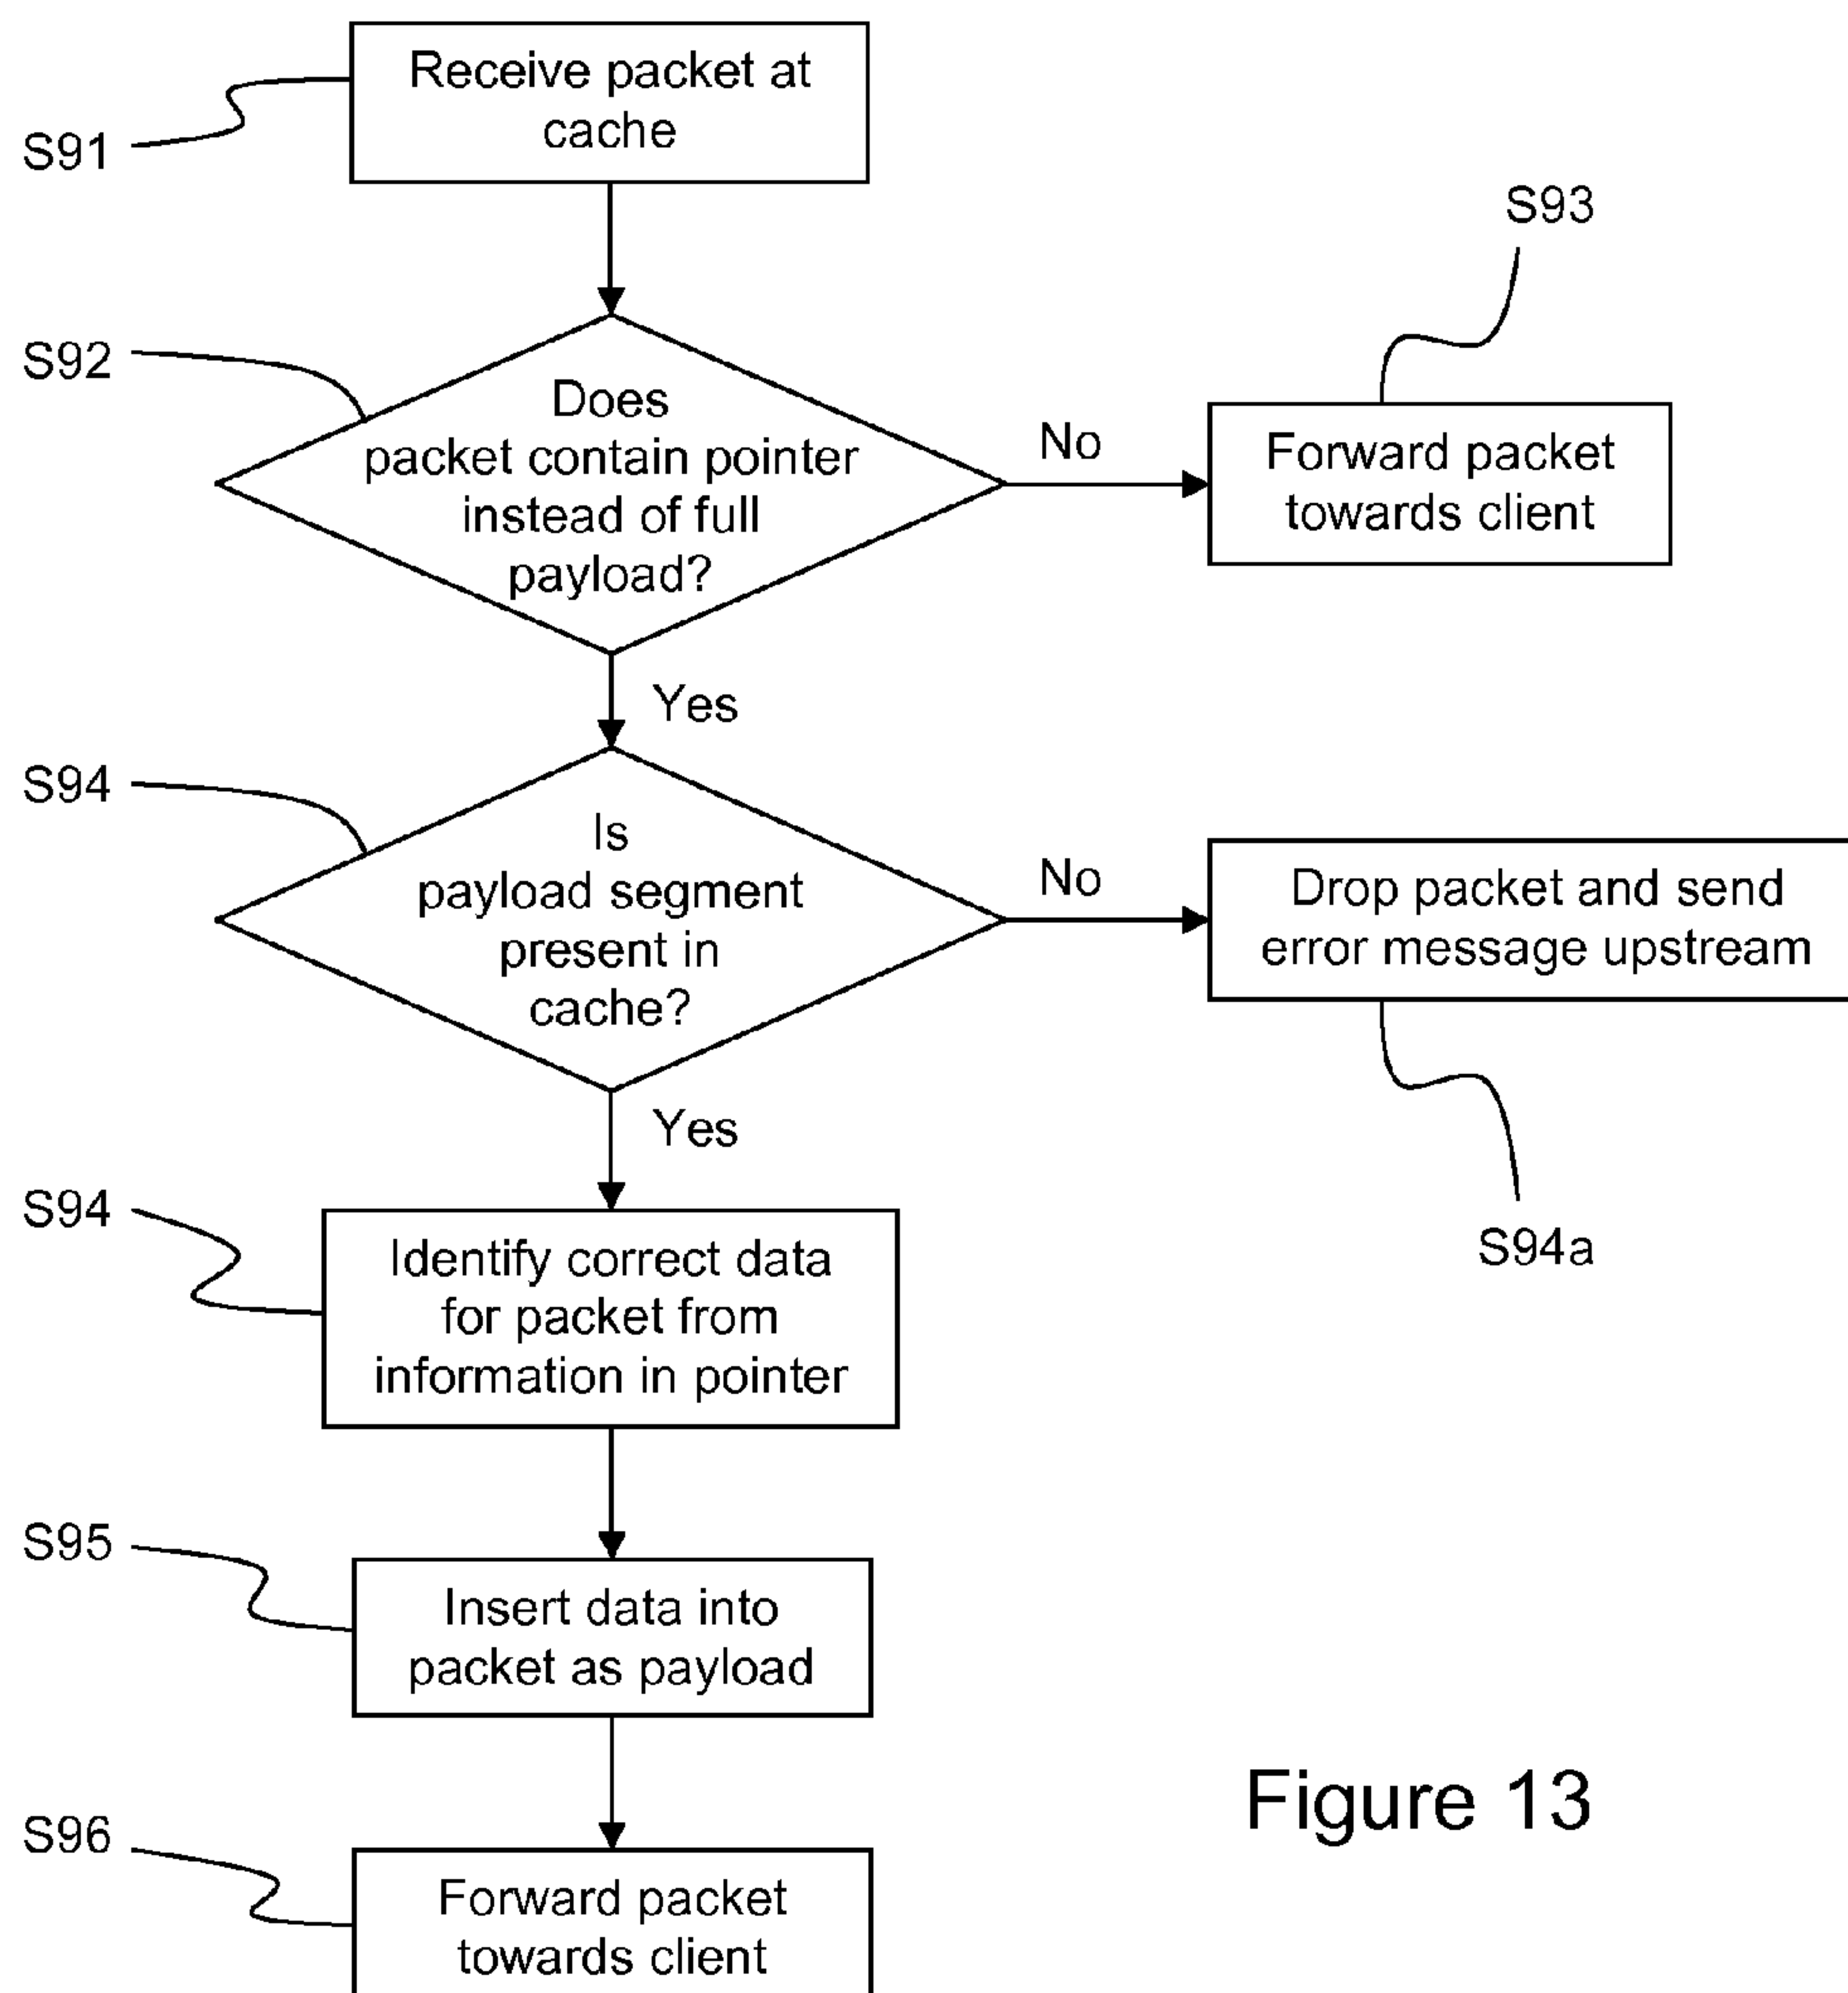 S91
Receive packet at
cache
S92
Does
packet contain pointer
instead of full
payload?
No
S93
Forward packet
towards client
Yes
S94
Is
payload segment
present in
cache?
No
Drop packet and send
error message upstream
S94a
Yes
S94
Identify correct data
for packet from
information in pointer
S95
Insert data into
packet as payload
S96
Forward packet
towards client
Figure 13